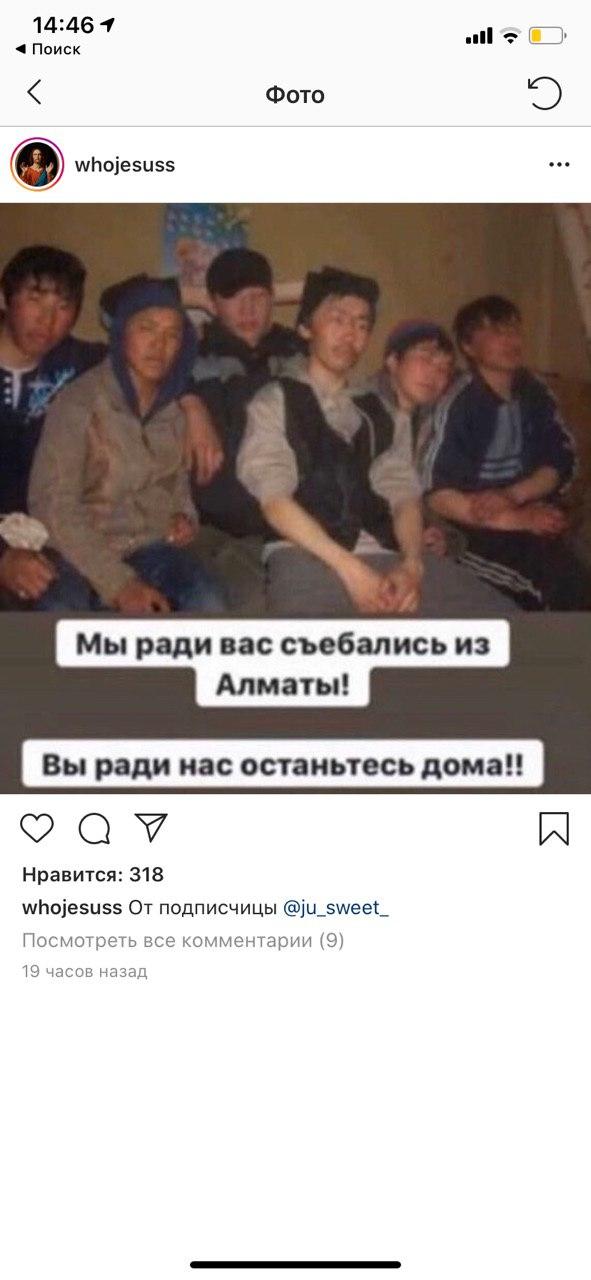 14:46
Поиск
Фото
whojesuss
Мы ради вас съебались из
Алматы!
Вы ради нас останьтесь дома!!
Нравится: 318
whojesuss От подписчицы @ju_sweet_
Посмотреть все комментарии (9)
19 часов назад